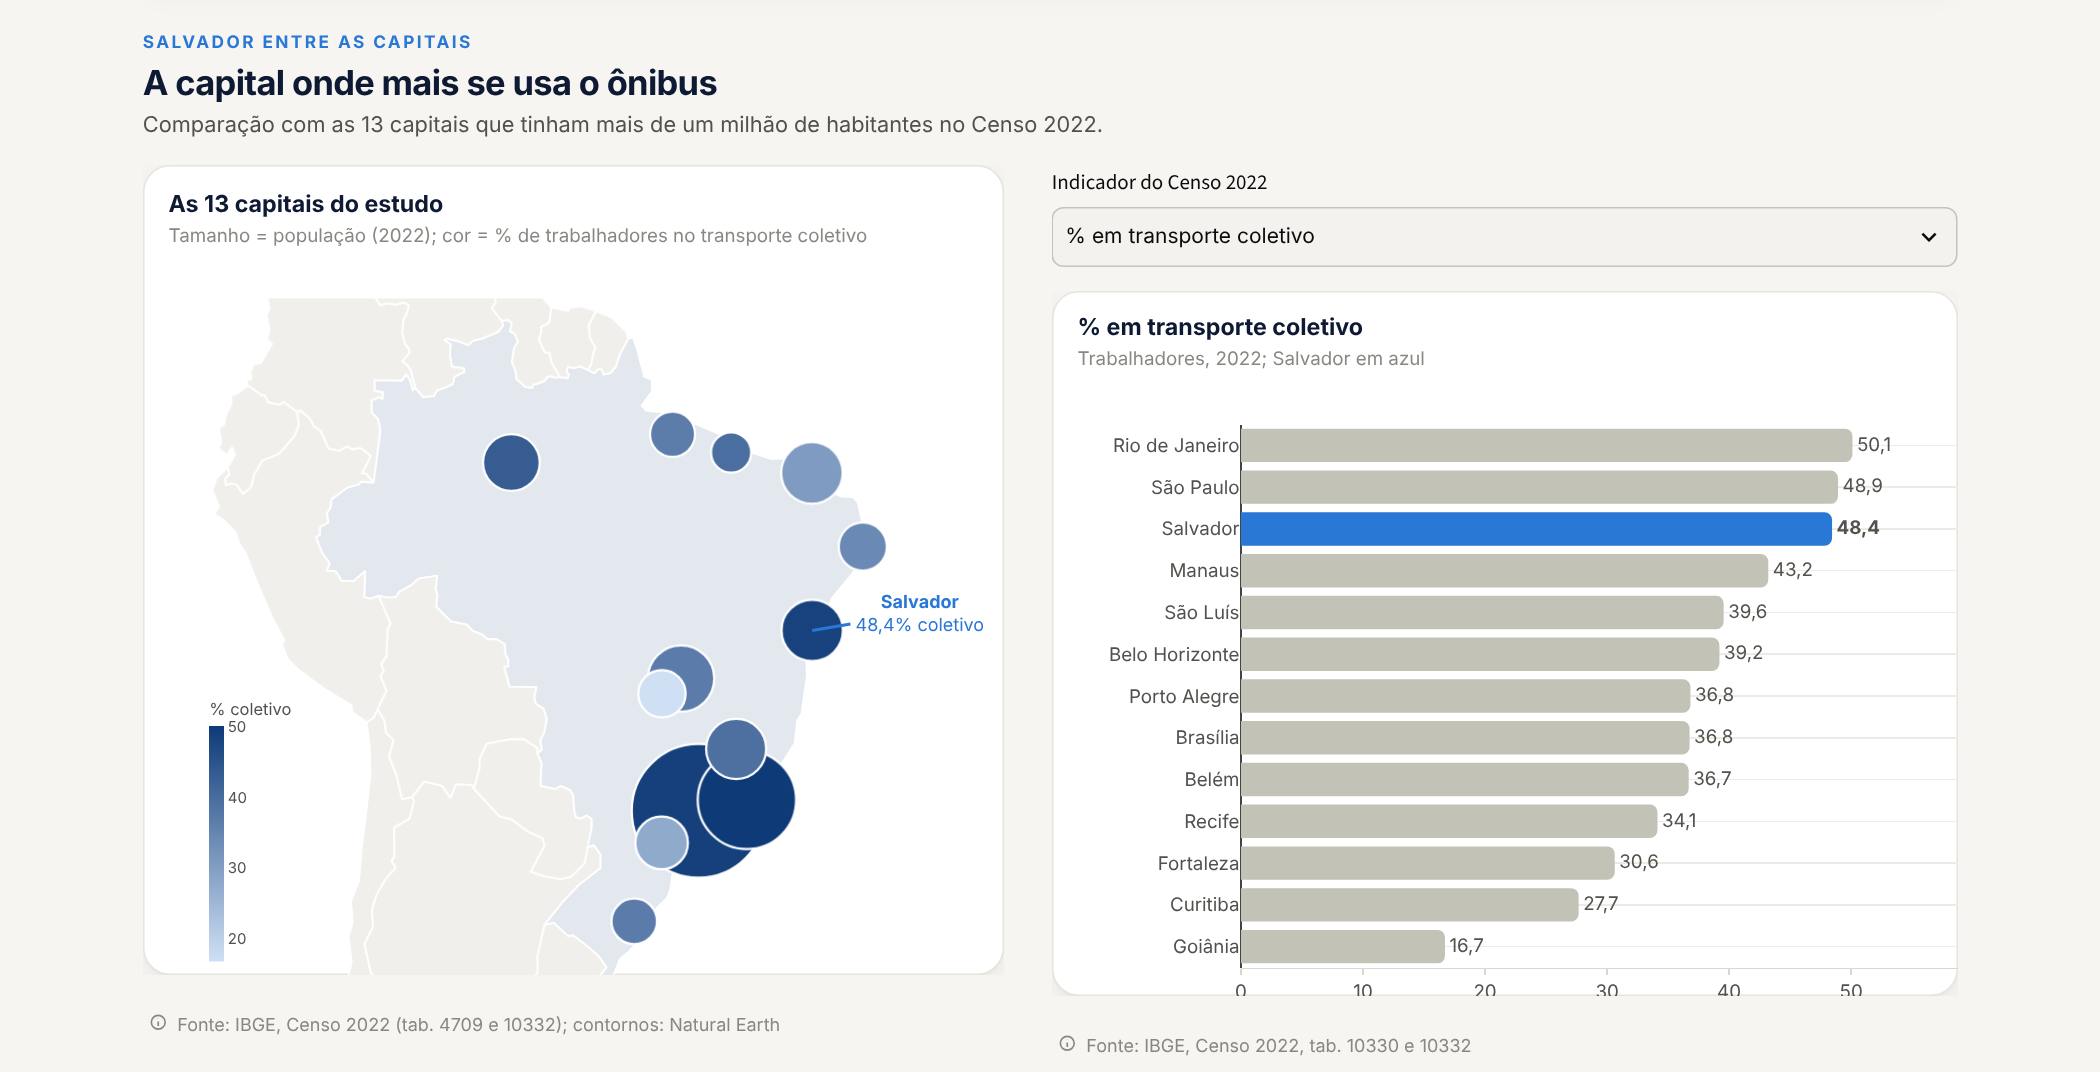 SALVADOR ENTRE AS CAPITAIS
A capital onde mais se usa o ônibus
Comparação com as 13 capitais que tinham mais de um milhão de habitantes no Censo 2022.
As 13 capitais do estudo
Tamanho = população (2022); cor = % de trabalhadores no transporte coletivo
Salvador
48,4% coletivo
% coletivo
50
40
30
20
Fonte: IBGE, Censo 2022 (tab. 4709 e 10332); contornos: Natural Earth
Indicador do Censo 2022
% em transporte coletivo
% em transporte coletivo
Trabalhadores, 2022; Salvador em azul
Rio de Janeiro 50,1
São Paulo 48,9
Salvador 48,4
Manaus 43,2
São Luís 39,6
Belo Horizonte 39,2
Porto Alegre 36,8
Brasília 36,8
Belém 36,7
Recife 34,1
Fortaleza 30,6
Curitiba 27,7
Goiânia 16,7
0 10 20 30 40 50
Fonte: IBGE, Censo 2022, tab. 10330 e 10332